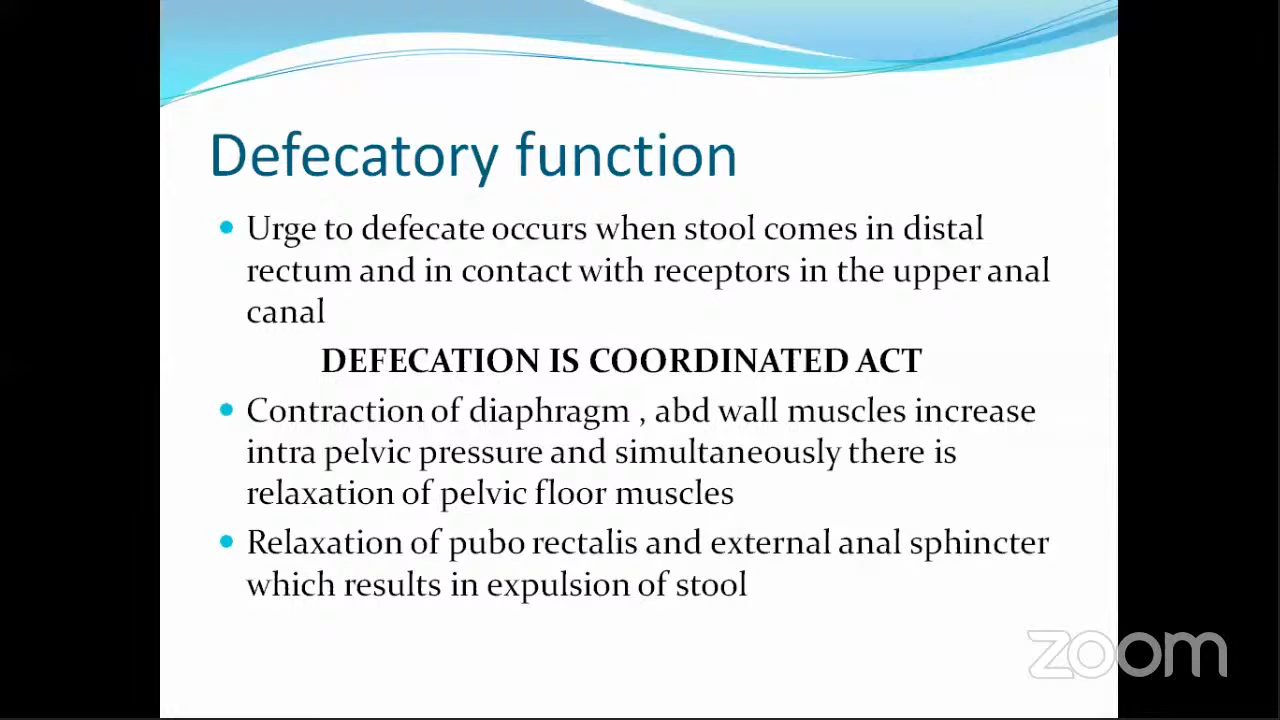 Defecatory function
Urge to defecate occurs when stool comes in distal
rectum and in contact with receptors in the upper anal
canal
DEFECATION IS COORDINATED ACT
Contraction of diaphragm , abd wall muscles increase
intra pelvic pressure and simultaneously there is
relaxation of pelvic floor muscles
Relaxation of pubo rectalis and external anal sphincter
which results in expulsion of stool
zoom